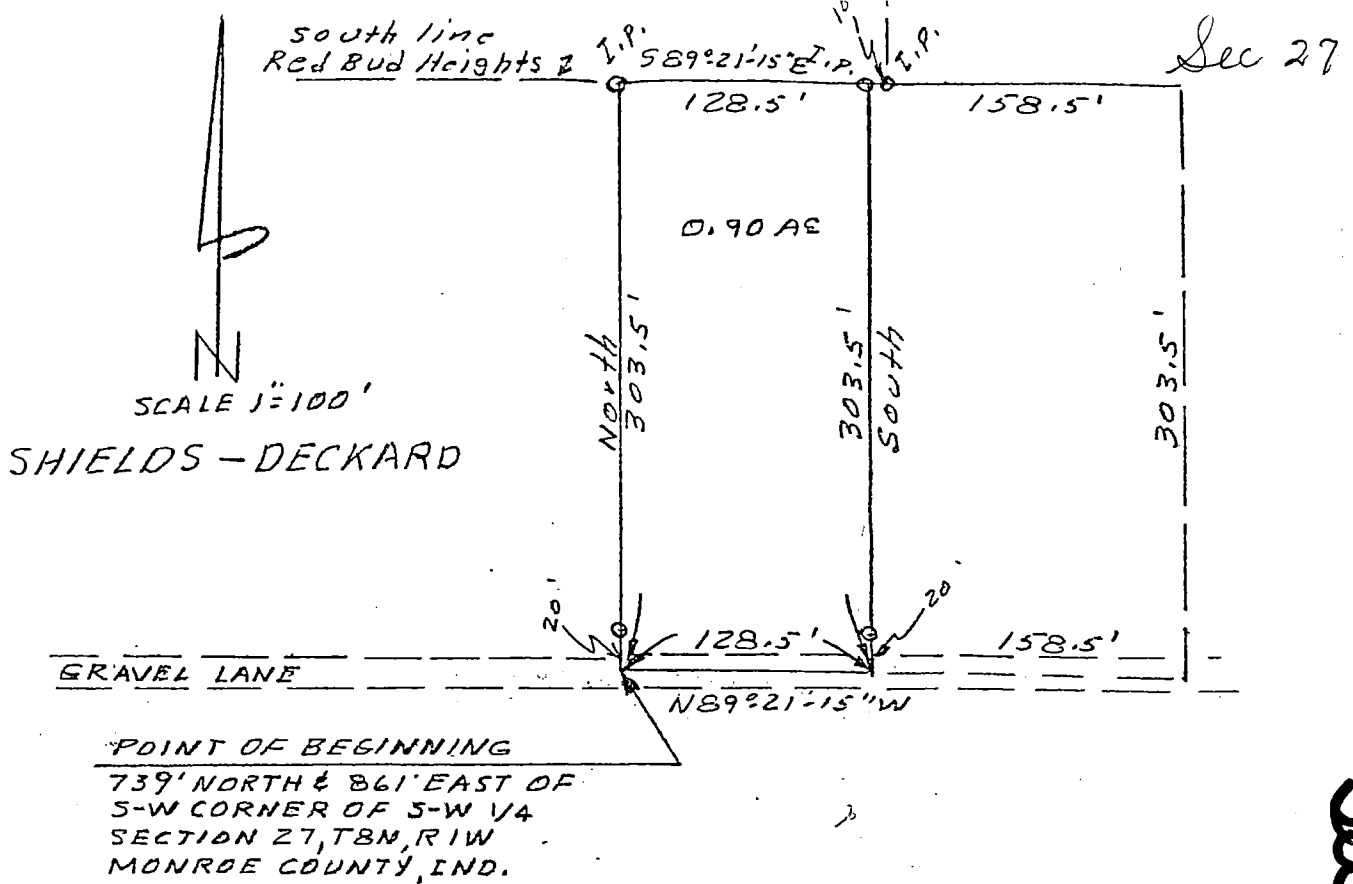 south line
Red Bud Heights 2
I.P.
S89°21'-15"E
I.P.
10'
I.P.
Sec 27
128.5'
158.5'
0.90 AC
North
303.5'
303.5'
South
303.5'
N
SCALE 1"=100'
SHIELDS - DECKARD
20'
20'
128.5'
158.5'
GRAVEL LANE
N89°21'-15"W
POINT OF BEGINNING
739' NORTH & 861' EAST OF
S-W CORNER OF S-W 1/4
SECTION 27, T8N, R1W
MONROE COUNTY, IND.